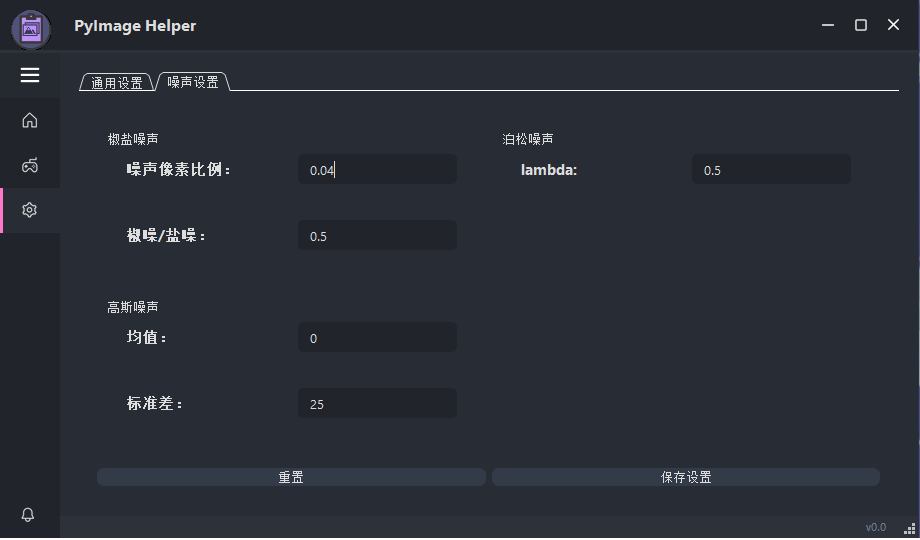 PyImage Helper
通用设置
噪声设置
椒盐噪声
噪声像素比例：
0.04
椒噪/盐噪：
0.5
泊松噪声
lambda:
0.5
高斯噪声
均值：
0
标准差：
25
重置
保存设置
v0.0